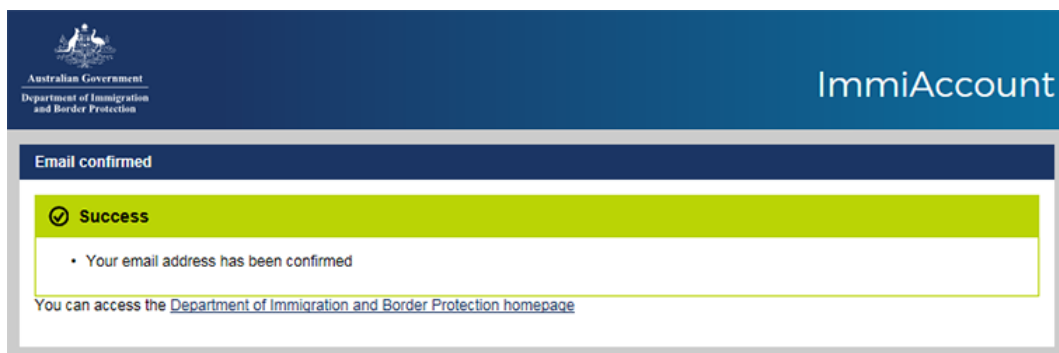 Australian Government
Department of Immigration
and Border Protection
ImmiAccount
Email confirmed
Success
• Your email address has been confirmed
You can access the Department of Immigration and Border Protection homepage